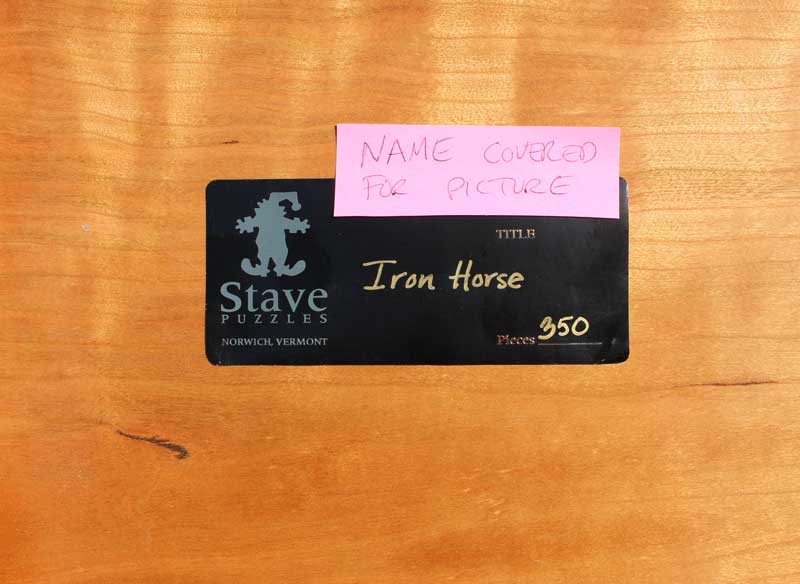 NAME COVERED
FOR PICTURE
TITLE
Iron Horse
Stave
PUZZLES
NORWICH, VERMONT
Pieces 350